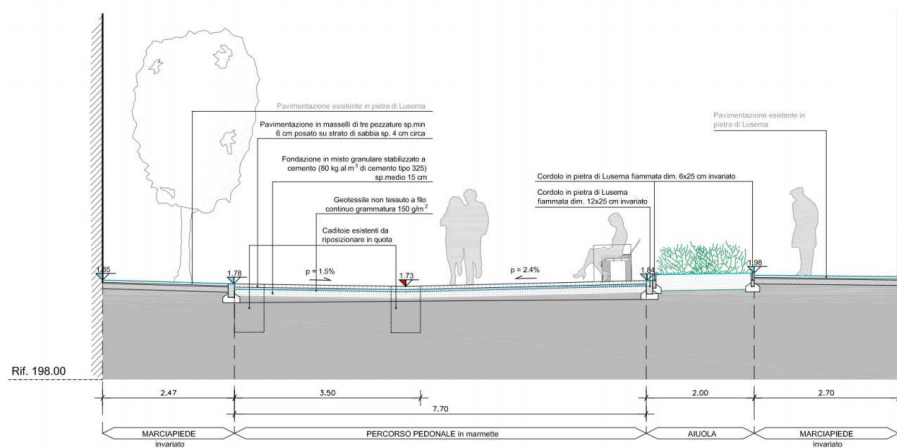 Pavimentazione esistente in pietra di Luserna
Pavimentazione in masselli di tre pezzature sp.min
6 cm posato su strato di sabbia sp. 4 cm circa
Fondazione in misto granulare stabilizzato a
cemento (80 kg al m³ di cemento tipo 325)
sp.medio 15 cm
Geotessile non tessuto a filo
continuo grammatura 150 g/m²
Caditoie esistenti da
riposizionare in quota
Pavimentazione esistente in
pietra di Luserna
Cordolo in pietra di Luserna fiammata dim. 6x25 cm invariato
Cordolo in pietra di Luserna
fiammata dim. 12x25 cm invariato
1.85
1.78
p = 1.5%
1.73
p = 2.4%
1.84
1.98
Rif. 198.00
2.47
3.50
7.70
2.00
2.70
MARCIAPIEDE
invariato
PERCORSO PEDONALE in marmette
AIUOLA
MARCIAPIEDE
invariato